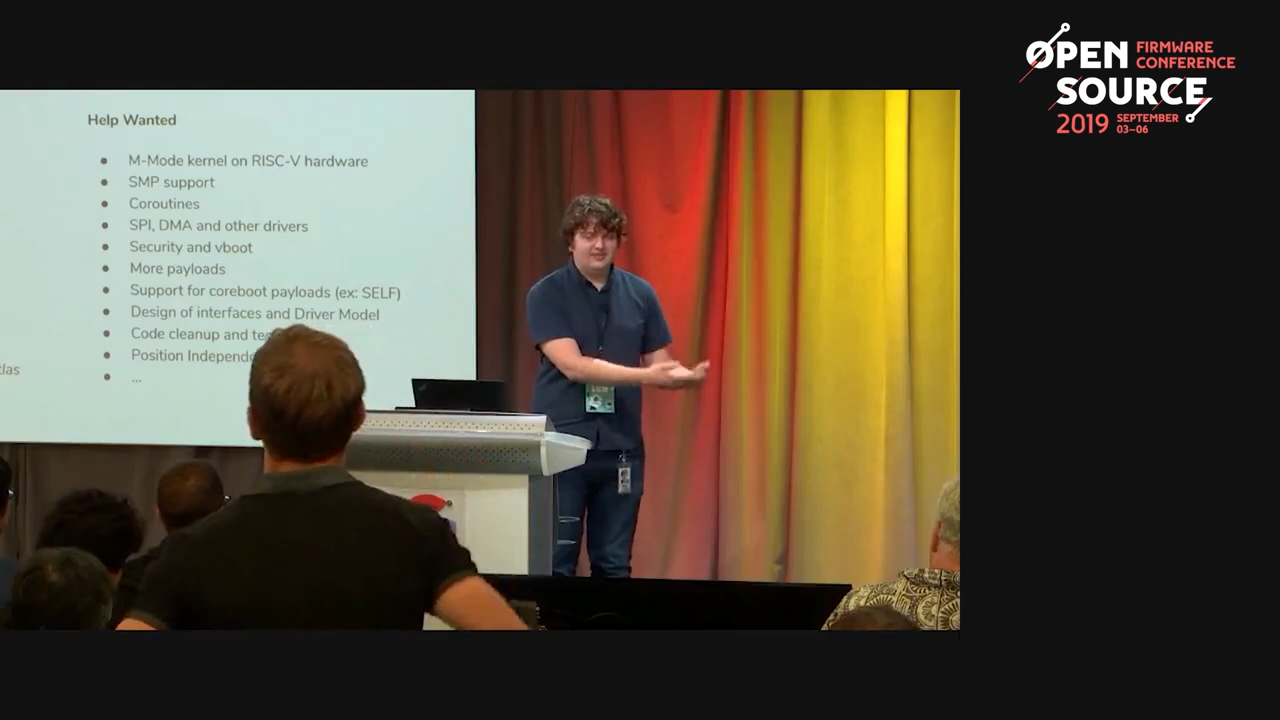 OPEN FIRMWARE
CONFERENCE
SOURCE
2019 SEPTEMBER
03–06
Help Wanted
● M-Mode kernel on RISC-V hardware
● SMP support
● Coroutines
● SPI, DMA and other drivers
● Security and vboot
● More payloads
● Support for coreboot payloads (ex: SELF)
● Design of interfaces and Driver Model
● Code cleanup and
● Position
● ...